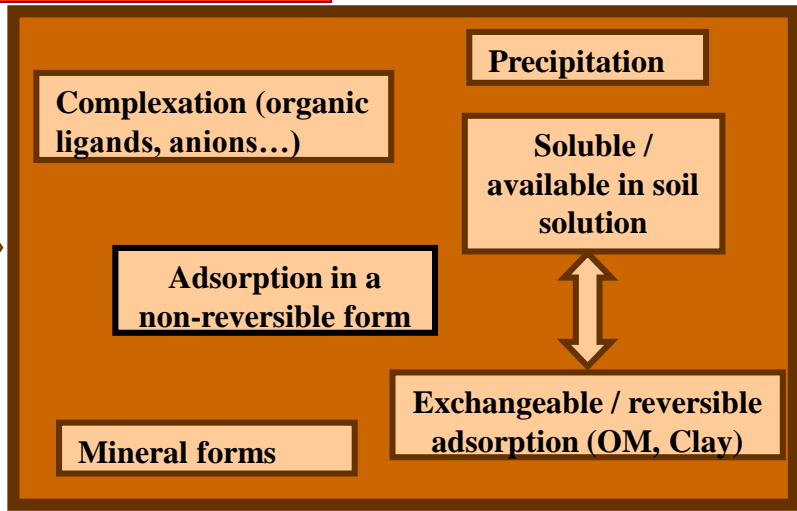 Precipitation
Complexation (organic
ligands, anions…)
Soluble /
available in soil
solution
Adsorption in a
non-reversible form
Exchangeable / reversible
adsorption (OM, Clay)
Mineral forms